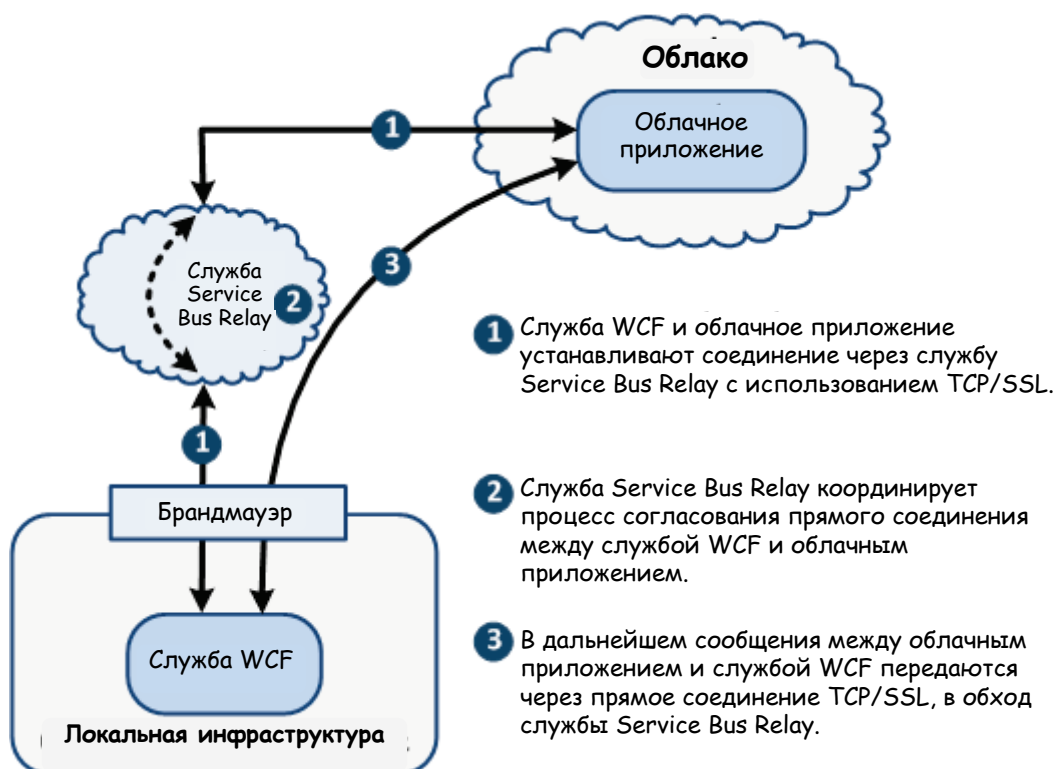 Облако
Облачное
приложение
1
3
Служба
Service
Bus Relay
2
1
Брандмауэр
Служба WCF
Локальная инфраструктура
1 Служба WCF и облачное приложение
устанавливают соединение через службу
Service Bus Relay с использованием TCP/SSL.
2 Служба Service Bus Relay координирует
процесс согласования прямого соединения
между службой WCF и облачным
приложением.
3 В дальнейшем сообщения между облачным
приложением и службой WCF передаются
через прямое соединение TCP/SSL, в обход
службы Service Bus Relay.